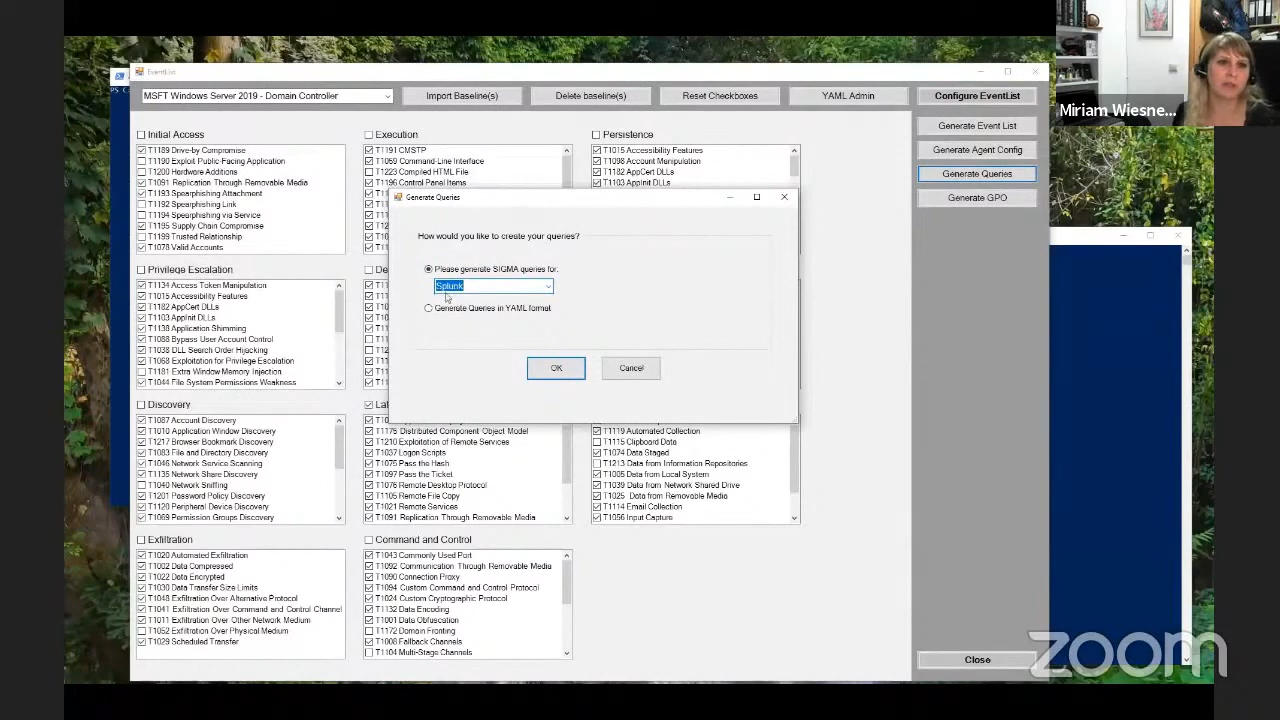 EventList
MSFT Windows Server 2019 - Domain Controller
Import Baseline(s)
Delete baseline(s)
Reset Checkboxes
YAML Admin
Configure EventList
Generate Event List
Generate Agent Config
Generate Queries
Generate GPO
Close
Miriam Wiesne...
Initial Access
T1189 Drive-by Compromise
T1190 Exploit Public-Facing Application
T1200 Hardware Additions
T1091 Replication Through Removable Media
T1193 Spearphishing Attachment
T1192 Spearphishing Link
T1194 Spearphishing via Service
T1195 Supply Chain Compromise
T1199 Trusted Relationship
T1078 Valid Accounts
Execution
T1191 CMSTP
T1059 Command-Line Interface
T1223 Compiled HTML File
T1196 Control Panel Items
Persistence
T1015 Accessibility Features
T1098 Account Manipulation
T1182 AppCert DLLs
T1103 AppInit DLLs
Generate Queries
How would you like to create your queries?
Please generate SIGMA queries for:
Splunk
Generate Queries in YAML format
OK
Cancel
Privilege Escalation
T1134 Access Token Manipulation
T1015 Accessibility Features
T1182 AppCert DLLs
T1103 AppInit DLLs
T1138 Application Shimming
T1088 Bypass User Account Control
T1038 DLL Search Order Hijacking
T1068 Exploitation for Privilege Escalation
T1181 Extra Window Memory Injection
T1044 File System Permissions Weakness
De
Discovery
T1087 Account Discovery
T1010 Application Window Discovery
T1217 Browser Bookmark Discovery
T1083 File and Directory Discovery
T1046 Network Service Scanning
T1135 Network Share Discovery
T1040 Network Sniffing
T1201 Password Policy Discovery
T1120 Peripheral Device Discovery
T1069 Permission Groups Discovery
Lat
T1175 Distributed Component Object Model
T1210 Exploitation of Remote Services
T1037 Logon Scripts
T1075 Pass the Hash
T1097 Pass the Ticket
T1076 Remote Desktop Protocol
T1105 Remote File Copy
T1021 Remote Services
T1091 Replication Through Removable Media
T1119 Automated Collection
T1115 Clipboard Data
T1074 Data Staged
T1213 Data from Information Repositories
T1005 Data from Local System
T1039 Data from Network Shared Drive
T1025 Data from Removable Media
T1114 Email Collection
T1056 Input Capture
Exfiltration
T1020 Automated Exfiltration
T1002 Data Compressed
T1022 Data Encrypted
T1030 Data Transfer Size Limits
T1048 Exfiltration Over Alternative Protocol
T1041 Exfiltration Over Command and Control Channel
T1011 Exfiltration Over Other Network Medium
T1052 Exfiltration Over Physical Medium
T1029 Scheduled Transfer
Command and Control
T1043 Commonly Used Port
T1092 Communication Through Removable Media
T1090 Connection Proxy
T1094 Custom Command and Control Protocol
T1024 Custom Cryptographic Protocol
T1132 Data Encoding
T1001 Data Obfuscation
T1172 Domain Fronting
T1008 Fallback Channels
T1104 Multi-Stage Channels
zoom